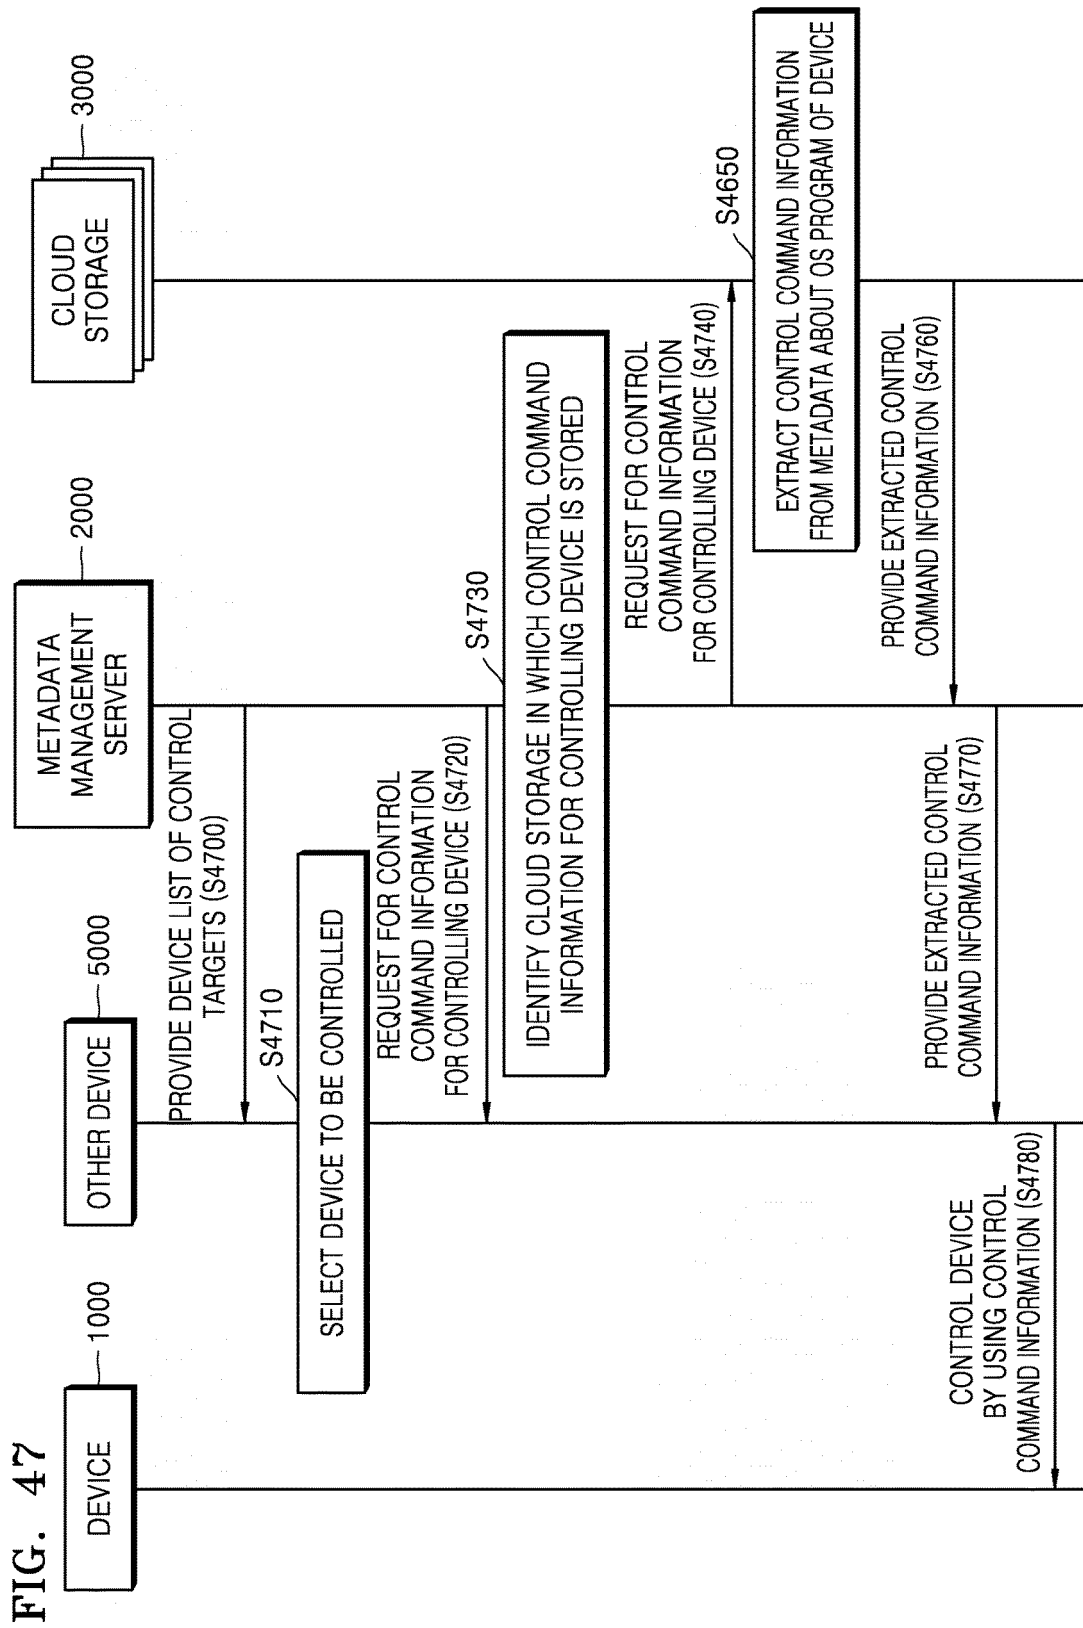 FIG. 47
DEVICE
1000
OTHER DEVICE
5000
METADATA
MANAGEMENT
SERVER
2000
CLOUD
STORAGE
3000
PROVIDE DEVICE LIST OF CONTROL
TARGETS (S4700)
S4710
SELECT DEVICE TO BE CONTROLLED
REQUEST FOR CONTROL
COMMAND INFORMATION
FOR CONTROLLING DEVICE (S4720)
S4730
IDENTIFY CLOUD STORAGE IN WHICH CONTROL COMMAND
INFORMATION FOR CONTROLLING DEVICE IS STORED
REQUEST FOR CONTROL
COMMAND INFORMATION
FOR CONTROLLING DEVICE (S4740)
S4650
EXTRACT CONTROL COMMAND INFORMATION
FROM METADATA ABOUT OS PROGRAM OF DEVICE
PROVIDE EXTRACTED CONTROL
COMMAND INFORMATION (S4760)
PROVIDE EXTRACTED CONTROL
COMMAND INFORMATION (S4770)
CONTROL DEVICE
BY USING CONTROL
COMMAND INFORMATION (S4780)